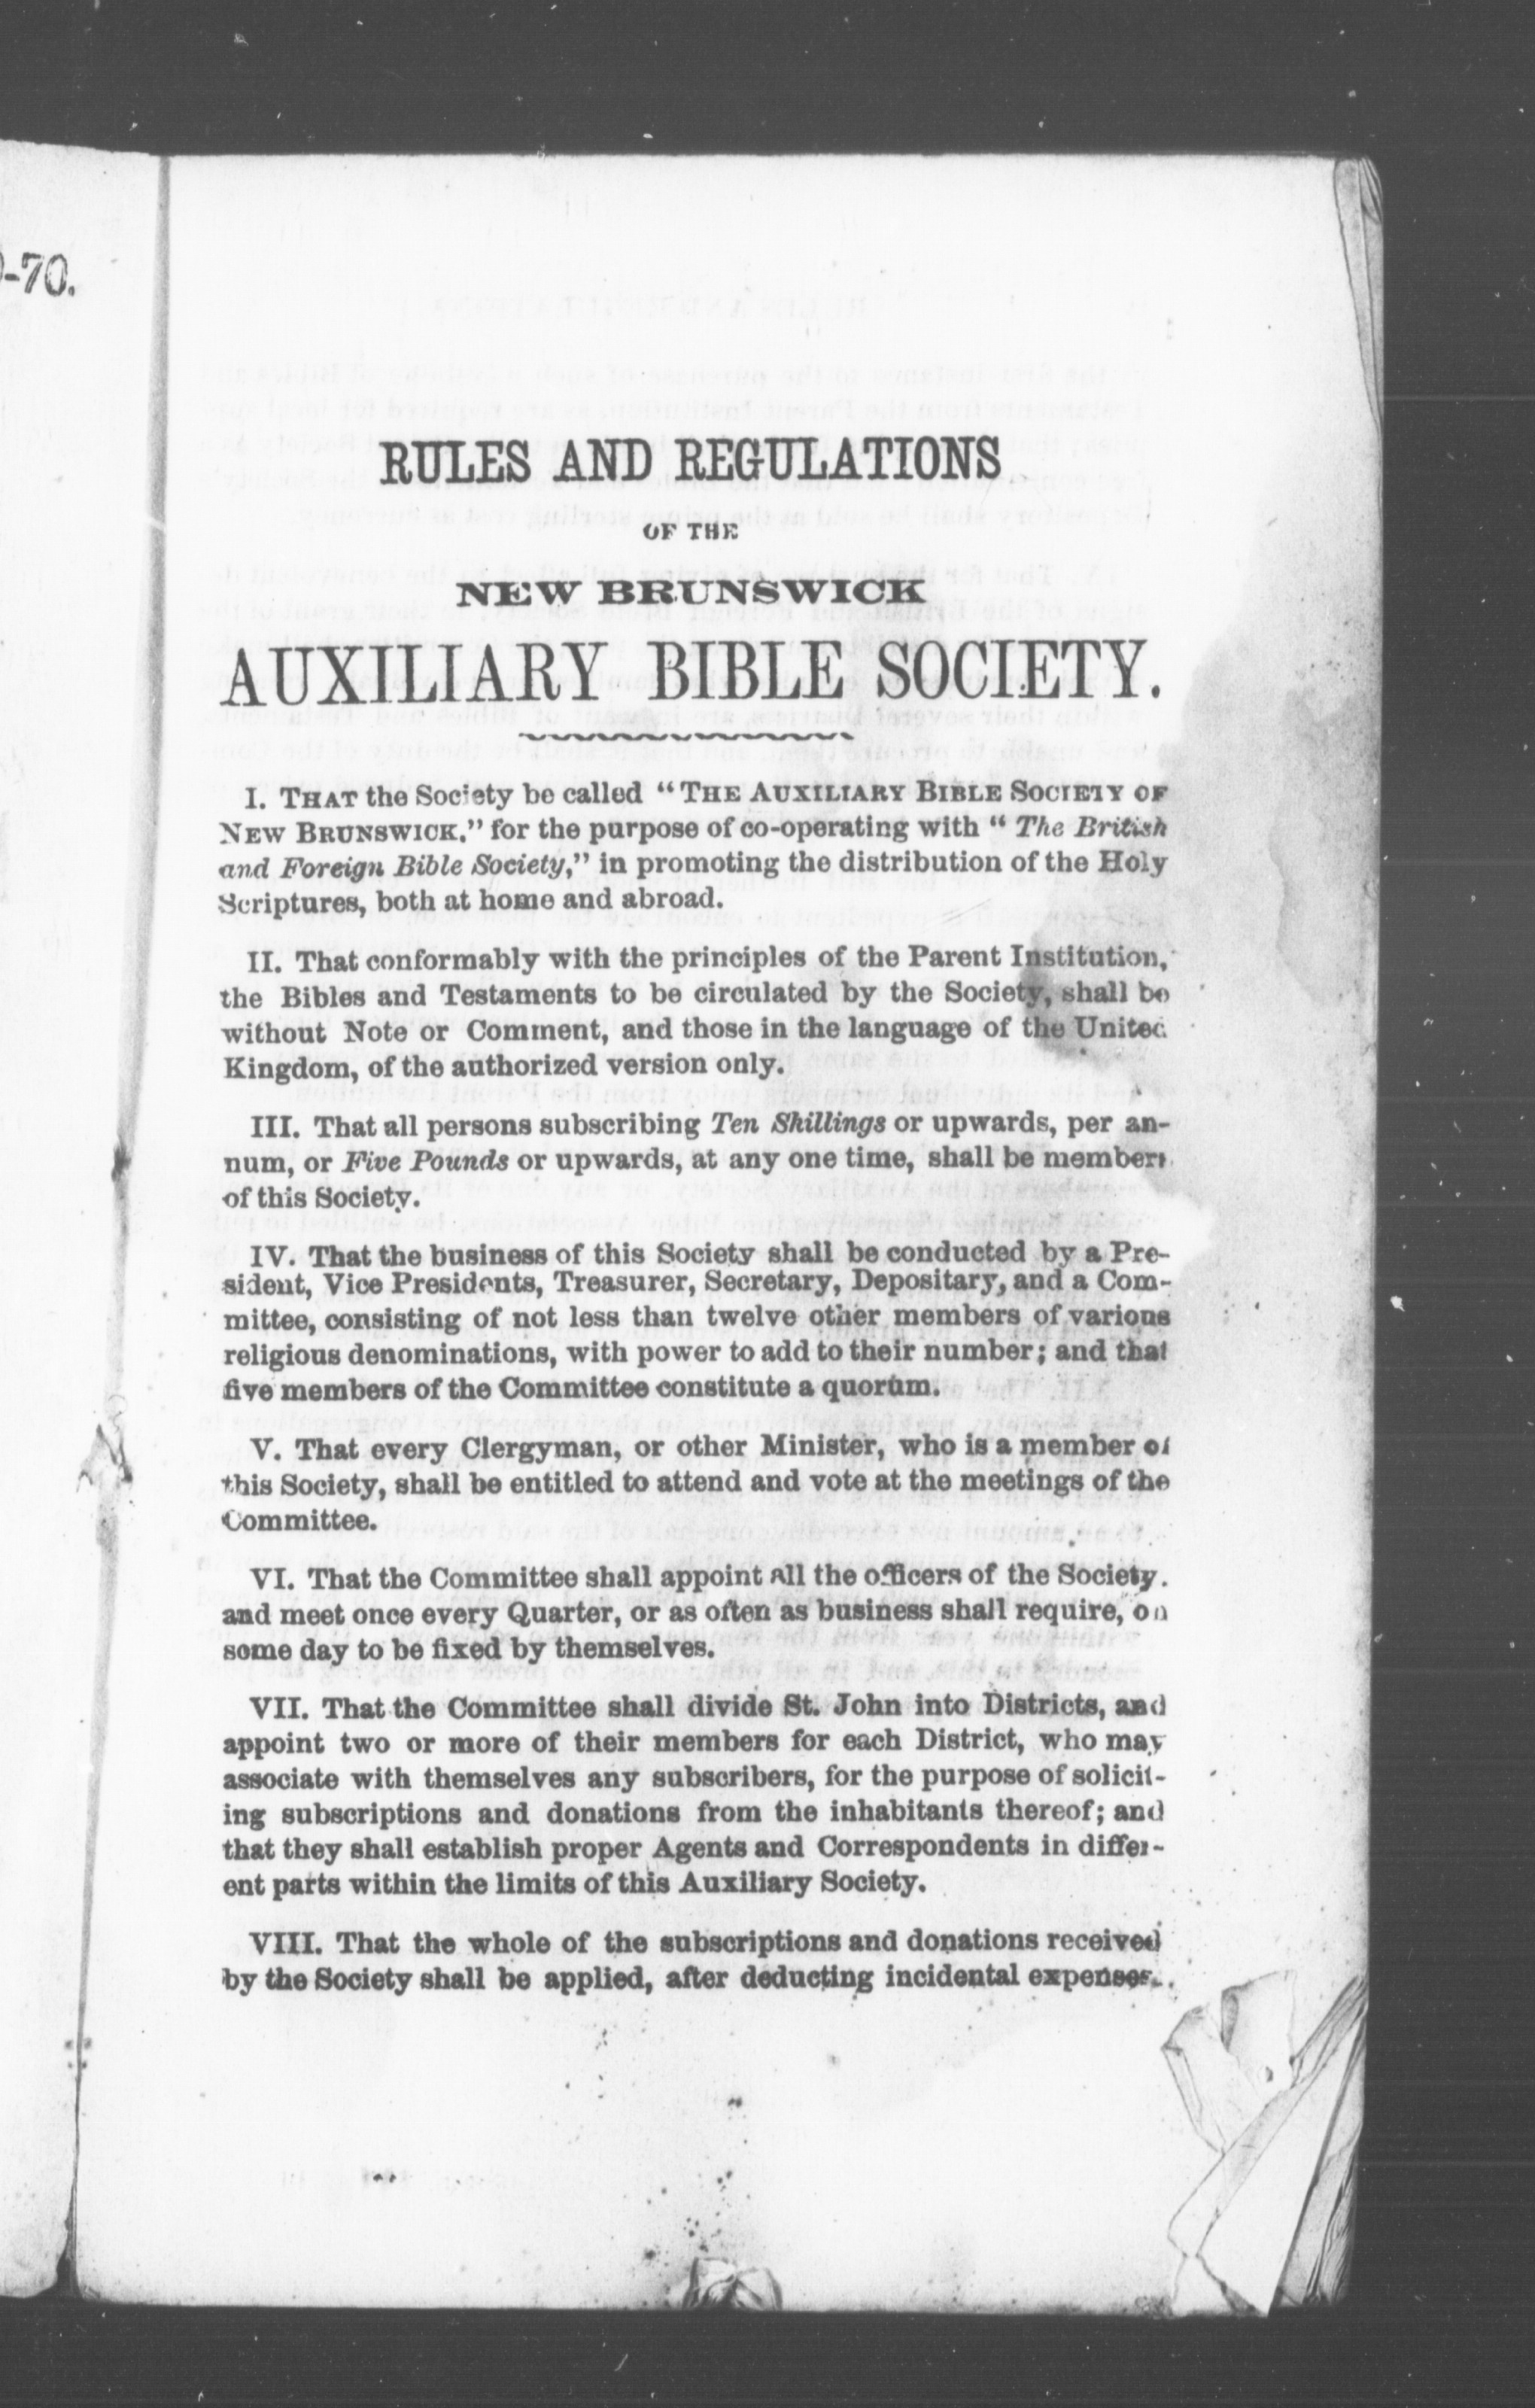 -70.
RULES AND REGULATIONS
OF THE
NEW BRUNSWICK
AUXILIARY BIBLE SOCIETY.
I. THAT the Society be called "THE AUXILIARY BIBLE SOCIETY OF
NEW BRUNSWICK," for the purpose of co-operating with "The British
and Foreign Bible Society," in promoting the distribution of the Holy
Scriptures, both at home and abroad.
II. That conformably with the principles of the Parent Institution,
the Bibles and Testaments to be circulated by the Society, shall be
without Note or Comment, and those in the language of the United
Kingdom, of the authorized version only.
III. That all persons subscribing Ten Shillings or upwards, per an-
num, or Five Pounds or upwards, at any one time, shall be members
of this Society.
IV. That the business of this Society shall be conducted by a Pre-
sident, Vice Presidents, Treasurer, Secretary, Depositary, and a Com-
mittee, consisting of not less than twelve other members of various
religious denominations, with power to add to their number; and that
five members of the Committee constitute a quorum.
V. That every Clergyman, or other Minister, who is a member of
this Society, shall be entitled to attend and vote at the meetings of the
Committee.
VI. That the Committee shall appoint all the officers of the Society.
and meet once every Quarter, or as often as business shall require, on
some day to be fixed by themselves.
VII. That the Committee shall divide St. John into Districts, and
appoint two or more of their members for each District, who may
associate with themselves any subscribers, for the purpose of solicit-
ing subscriptions and donations from the inhabitants thereof; and
that they shall establish proper Agents and Correspondents in differ-
ent parts within the limits of this Auxiliary Society.
VIII. That the whole of the subscriptions and donations received
by the Society shall be applied, after deducting incidental expenses.